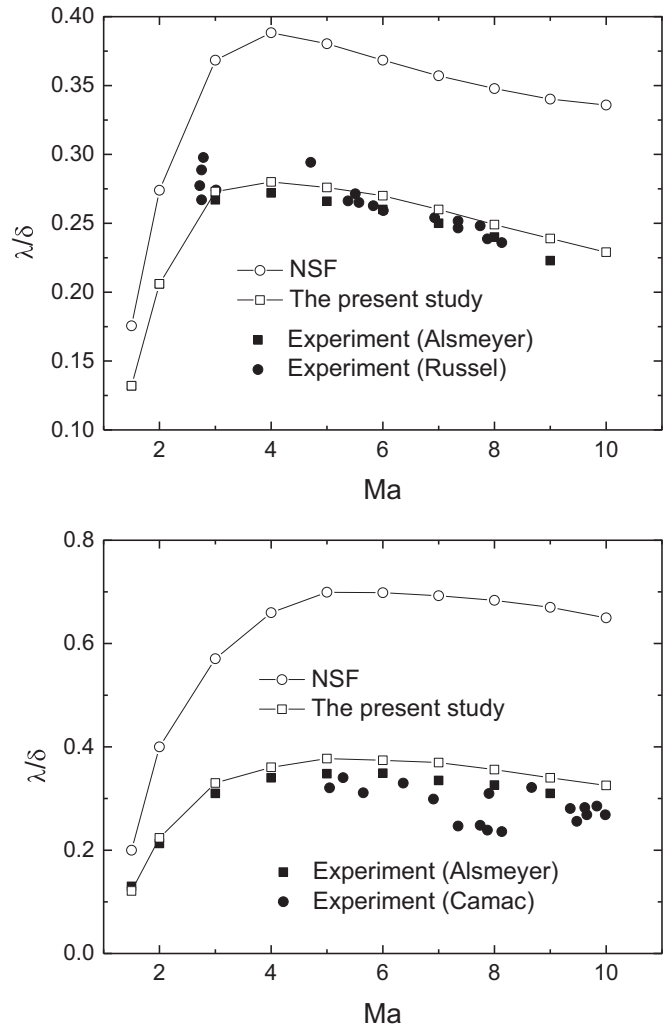 0.40
0.35
0.30
0.25
0.20
0.15
0.10
λ/δ
NSF
The present study
Experiment (Alsmeyer)
Experiment (Russel)
2 4 6 8 10
Ma
0.8
0.6
0.4
0.2
0.0
λ/δ
NSF
The present study
Experiment (Alsmeyer)
Experiment (Camac)
2 4 6 8 10
Ma